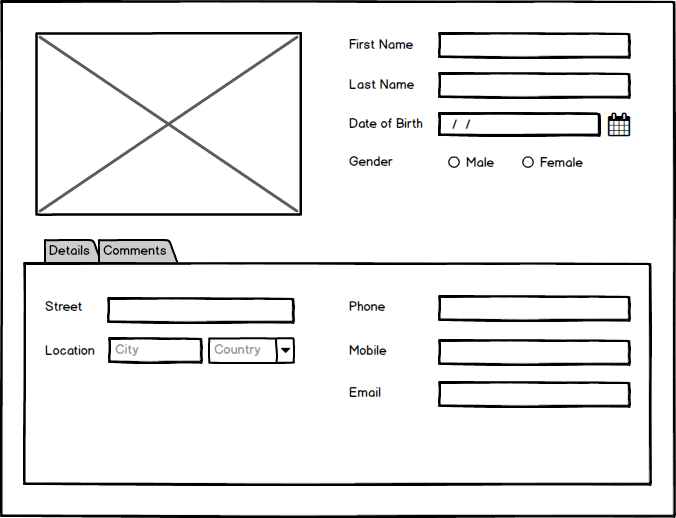 First Name
Last Name
Date of Birth / /
Gender Male Female
Details Comments
Street
Phone
Location City Country
Mobile
Email